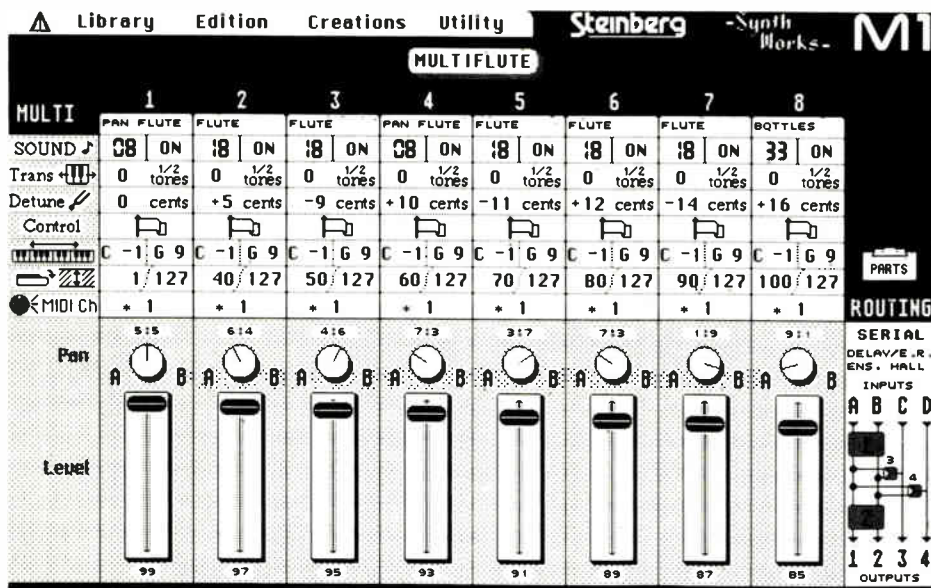 Library Edition Creations Utility Steinberg -Synth Works- M1
MULTIFLUTE
MULTI 1 2 3 4 5 6 7 8
PAN FLUTE FLUTE FLUTE PAN FLUTE FLUTE FLUTE FLUTE BOTTLES
SOUND 08 ON 18 ON 18 ON 08 ON 18 ON 18 ON 18 ON 33 ON
Trans 0 1/2 tones 0 1/2 tones 0 1/2 tones 0 1/2 tones 0 1/2 tones 0 1/2 tones 0 1/2 tones 0 1/2 tones
Detune 0 cents +5 cents -9 cents +10 cents -11 cents +12 cents -14 cents +16 cents
Control
C -1 G 9 C -1 G 9 C -1 G 9 C -1 G 9 C -1 G 9 C -1 G 9 C -1 G 9 C -1 G 9
PARTS
1/127 40/127 50/127 60/127 70/127 80/127 90/127 100/127
MIDI Ch * 1 * 1 * 1 * 1 * 1 * 1 * 1 * 1 ROUTING
5:5 6:4 4:6 7:3 3:7 7:3 1:9 9:1 SERIAL
Pan
DELAY/E.R.
ENS. HALL
A B A B A B A B A B A B A B A B
INPUTS
A B C D
Level
3
4
1 2 3 4
99 97 95 93 91 89 87 85
OUTPUTS